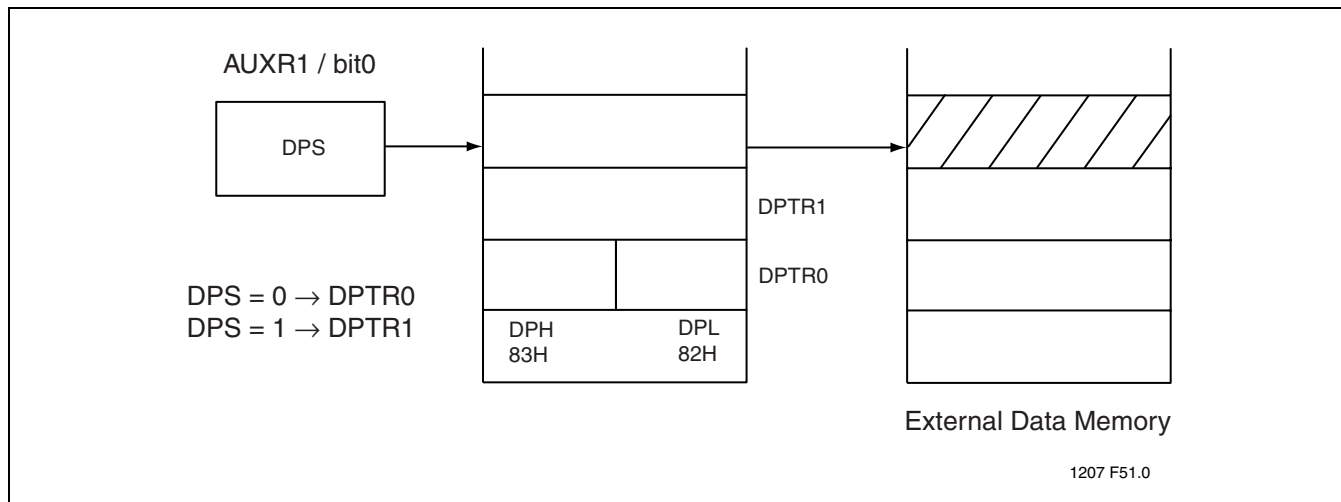 AUXR1 / bit0
DPS
DPS = 0 → DPTR0
DPS = 1 → DPTR1
DPTR1
DPTR0
DPH
83H
DPL
82H
External Data Memory
1207 F51.0